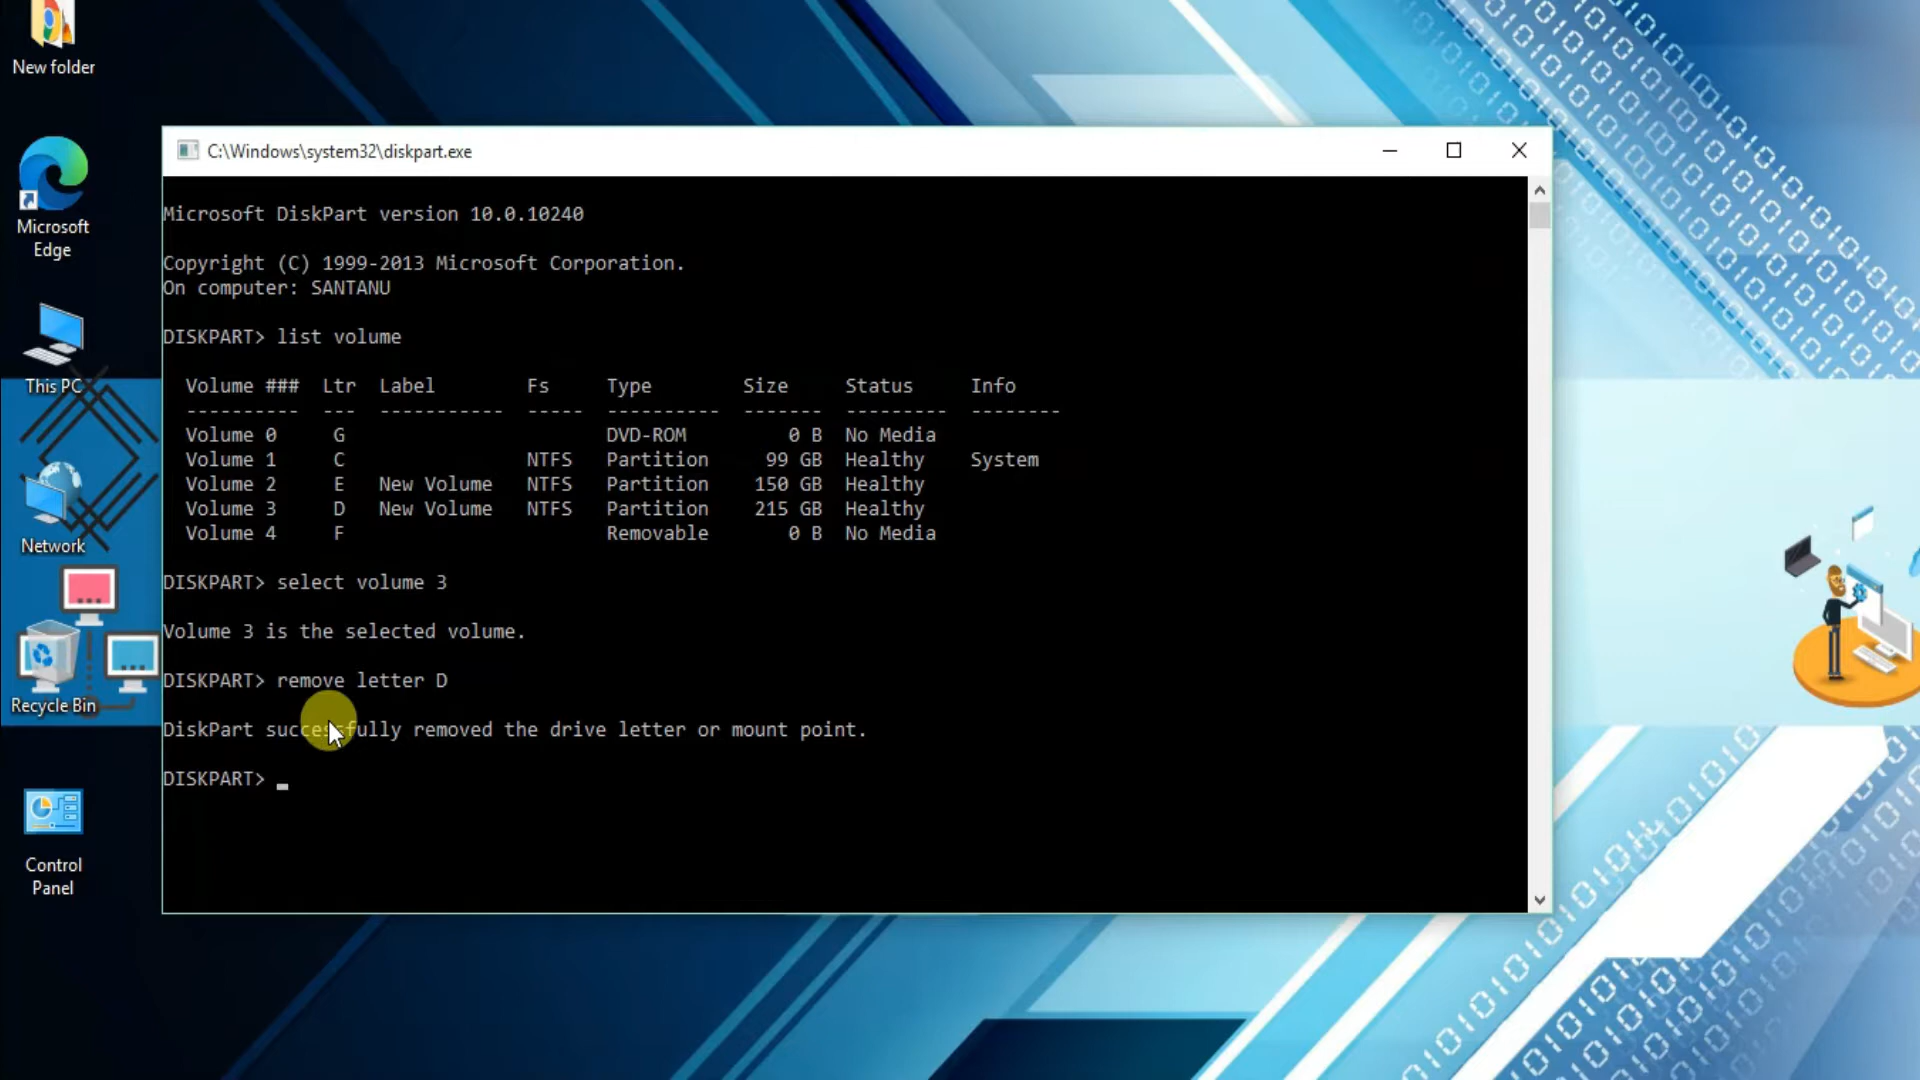 New folder
Microsoft
Edge
This PC
Network
Recycle Bin
Control
Panel
C:\Windows\system32\diskpart.exe
Microsoft DiskPart version 10.0.10240
Copyright (C) 1999-2013 Microsoft Corporation.
On computer: SANTANU
DISKPART> list volume
Volume ### Ltr Label Fs Type Size Status Info
---------- --- ----------- ----- ---------- ------- --------- --------
Volume 0 G DVD-ROM 0 B No Media
Volume 1 C NTFS Partition 99 GB Healthy System
Volume 2 E New Volume NTFS Partition 150 GB Healthy
Volume 3 D New Volume NTFS Partition 215 GB Healthy
Volume 4 F Removable 0 B No Media
DISKPART> select volume 3
Volume 3 is the selected volume.
DISKPART> remove letter D
DiskPart successfully removed the drive letter or mount point.
DISKPART> _